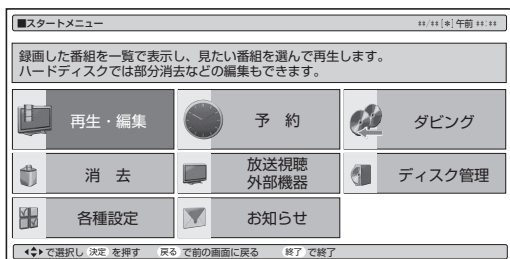 ■スタートメニュー ⁑/⁑[*]午前⁑:⁑
録画した番組を一覧で表示し、見たい番組を選んで再生します。
ハードディスクでは部分消去などの編集もできます。
再生・編集 予 約 ダビング
消 去 放送視聴 ディスク管理
外部機器
各種設定 お知らせ
で選択し 決定 を押す 戻る で前の画面に戻る 終了 で終了